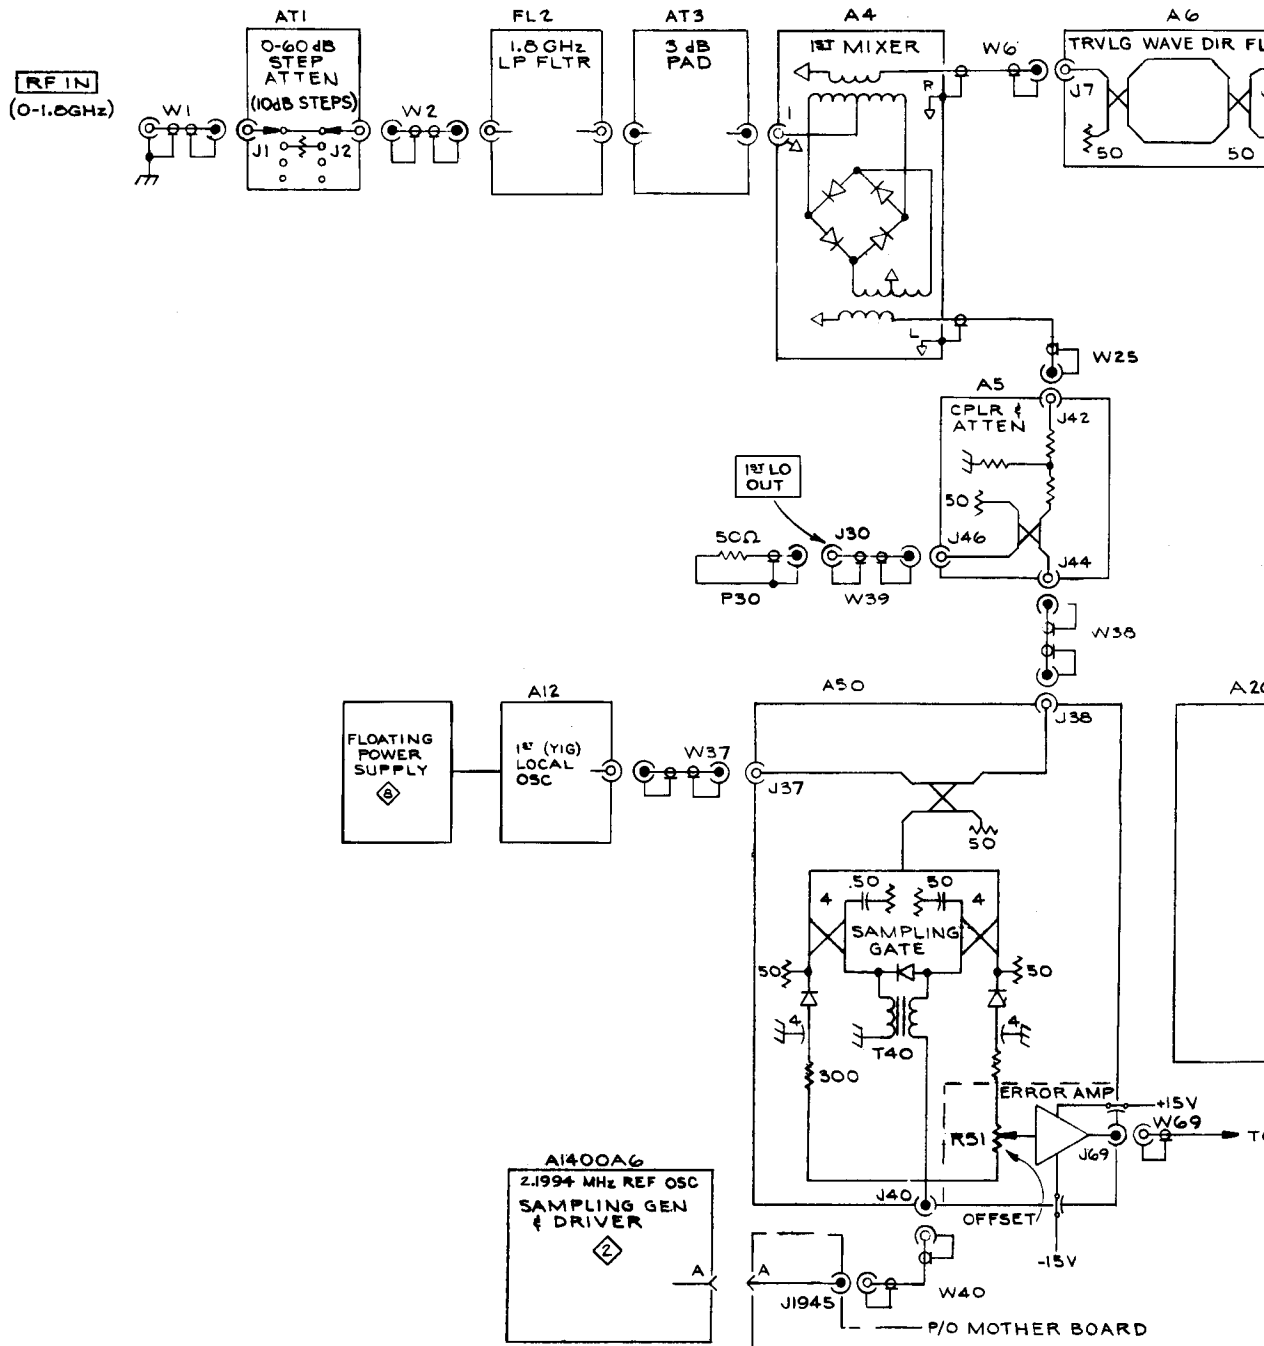 AT1
FL2
AT3
A4
A6
RF IN
(0-1.8GHz)
W1
0-60 dB
STEP
ATTEN
(10dB STEPS)
J1
J2
W2
1.8 GHz
LP FLTR
3 dB
PAD
1ST MIXER
I
R
L
W6
TRVLG WAVE DIR FL
J7
50
50
W25
A5
CPLR &
ATTEN
J42
50
J46
J44
1ST LO
OUT
50Ω
P30
J30
W39
W38
A12
A50
A20
FLOATING
POWER
SUPPLY
8
1ST (YIG)
LOCAL
OSC
W37
J37
J38
50
.50
50
4
4
SAMPLING
GATE
50
50
4
4
T40
300
ERROR AMP
+15V
W69
R51
J69
TO
J40
OFFSET
-15V
A1400A6
2.1994 MHz REF OSC
SAMPLING GEN
& DRIVER
2
A
A
J1945
W40
P/O MOTHER BOARD